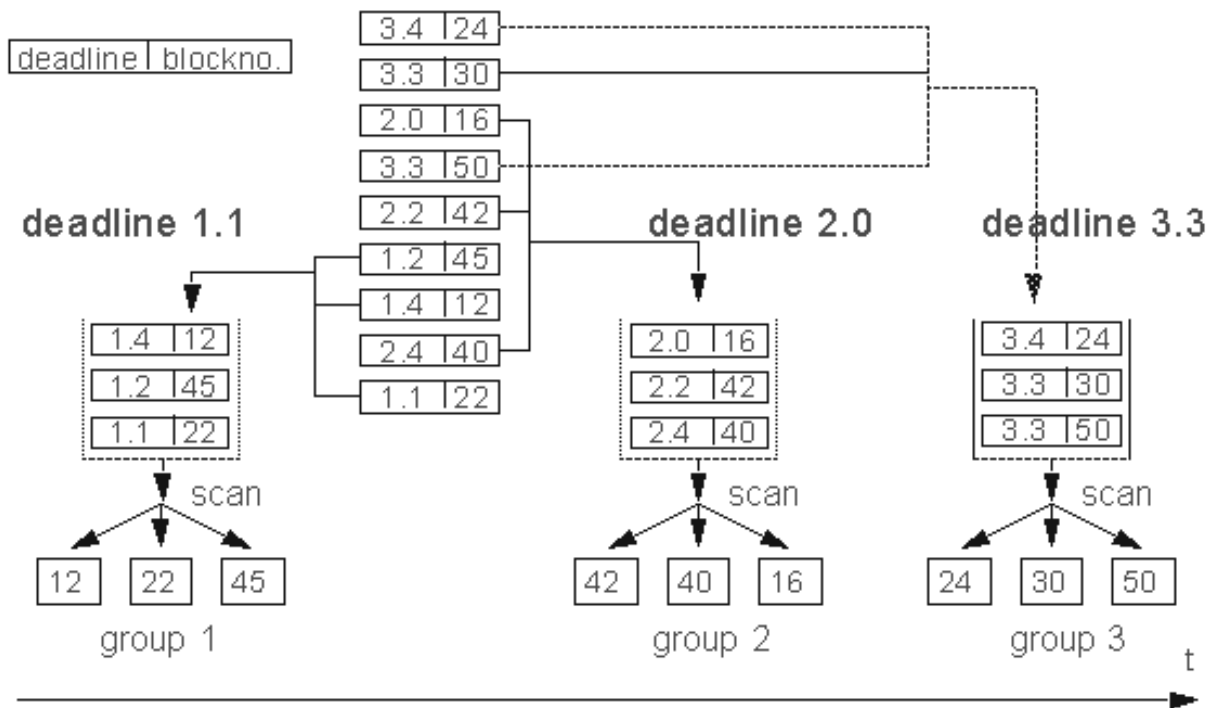 deadline blockno.
3.4 24
3.3 30
2.0 16
3.3 50
2.2 42
1.2 45
1.4 12
2.4 40
1.1 22
deadline 1.1
1.4 12
1.2 45
1.1 22
scan
12 22 45
group 1
deadline 2.0
2.0 16
2.2 42
2.4 40
scan
42 40 16
group 2
deadline 3.3
3.4 24
3.3 30
3.3 50
scan
24 30 50
group 3
t